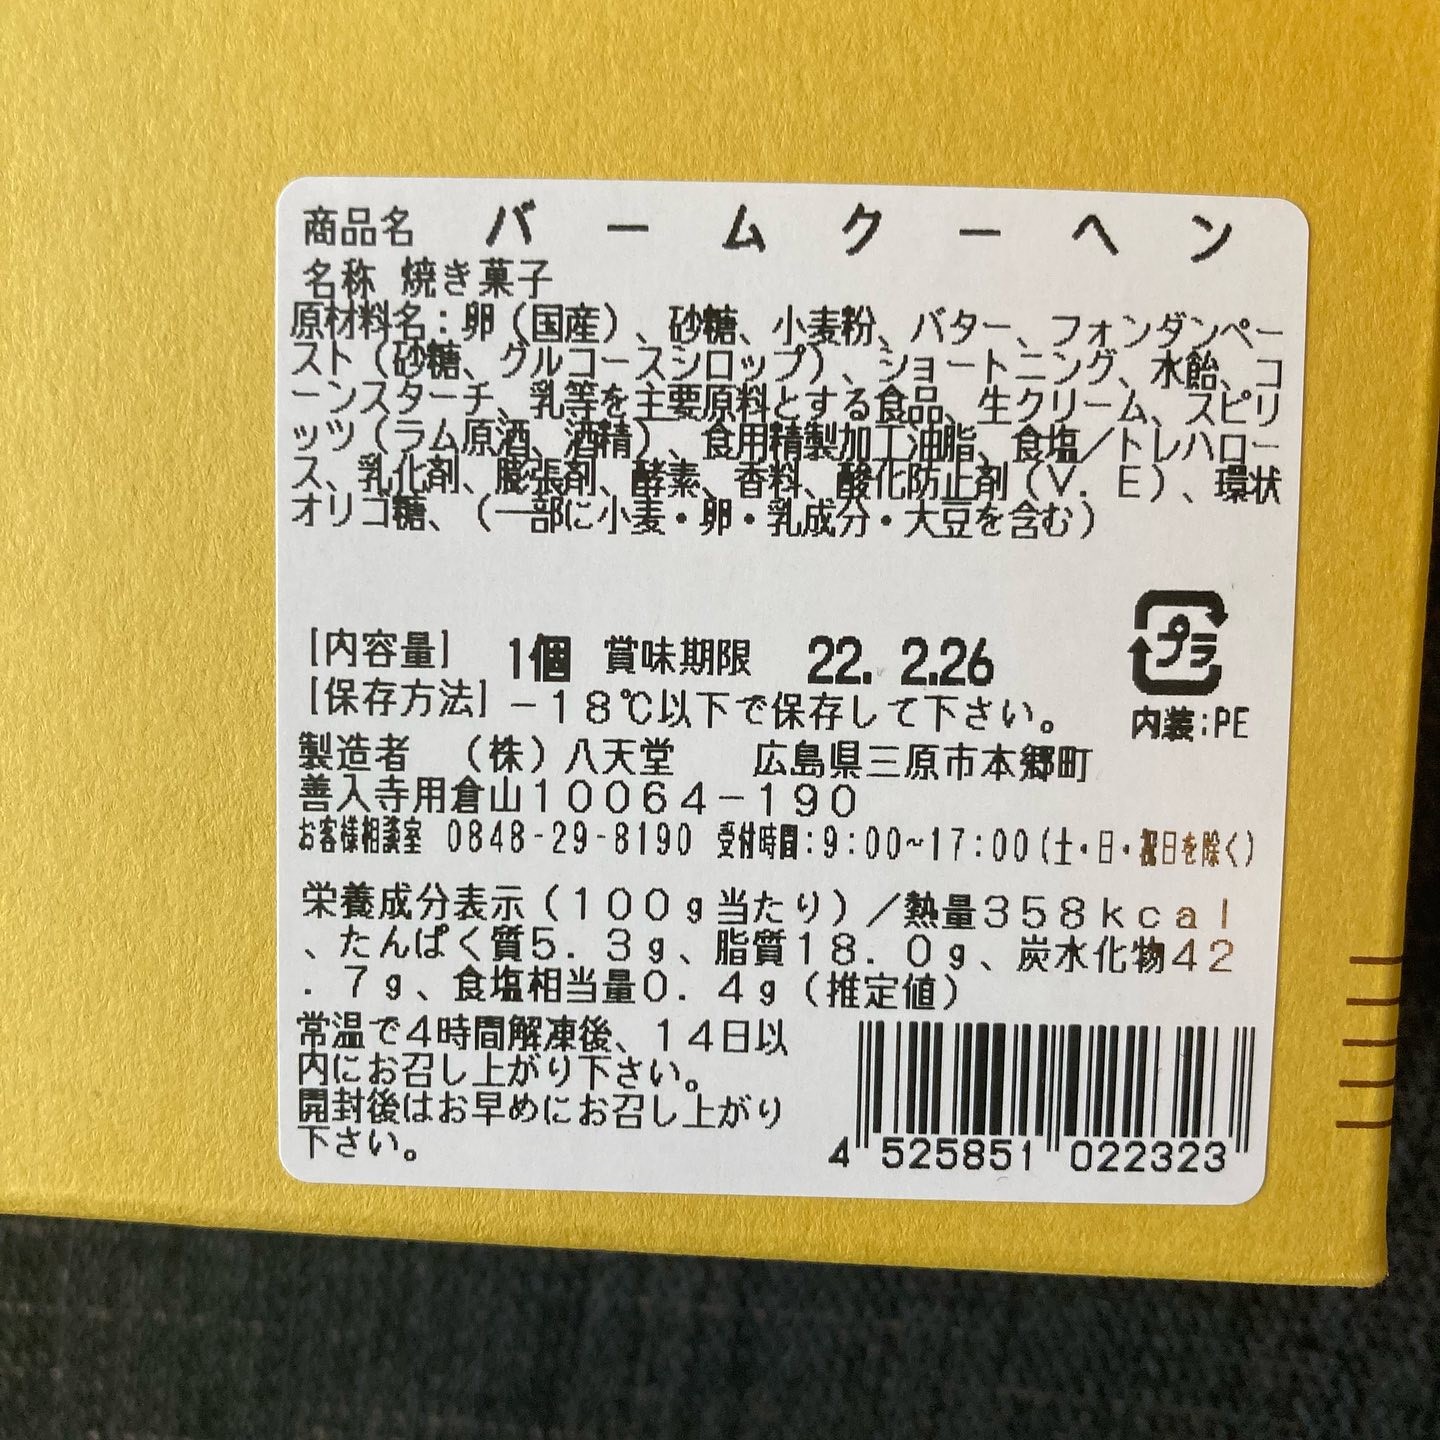 商品名 バームクーヘン
名称 焼き菓子
原材料名：卵（国産）、砂糖、小麦粉、バター、フォンダンペー
スト（砂糖、グルコースシロップ）、ショートニング、水飴、コ
ーンスターチ、乳等を主要原料とする食品、生クリーム、スピリ
ッツ（ラム原酒、酒精）、食用精製加工油脂、食塩／トレハロー
ス、乳化剤、膨張剤、酵素、香料、酸化防止剤（Ｖ．Ｅ）、環状
オリゴ糖、（一部に小麦・卵・乳成分・大豆を含む）
[内容量] 1個 賞味期限 22. 2.26
プラ
[保存方法] －１８℃以下で保存して下さい。
内装:PE
製造者 （株）八天堂 広島県三原市本郷町
善入寺用倉山１００６４－１９０
お客様相談室 0848-29-8190 受付時間:9:00~17:00(土・日・祝日を除く)
栄養成分表示（１００ｇ当たり）／熱量３５８ｋｃａｌ
、たんぱく質５．３ｇ、脂質１８．０ｇ、炭水化物４２
．７ｇ、食塩相当量０．４ｇ（推定値）
常温で４時間解凍後、１４日以
内にお召し上がり下さい。
開封後はお早めにお召し上がり
下さい。
4 525851 022323